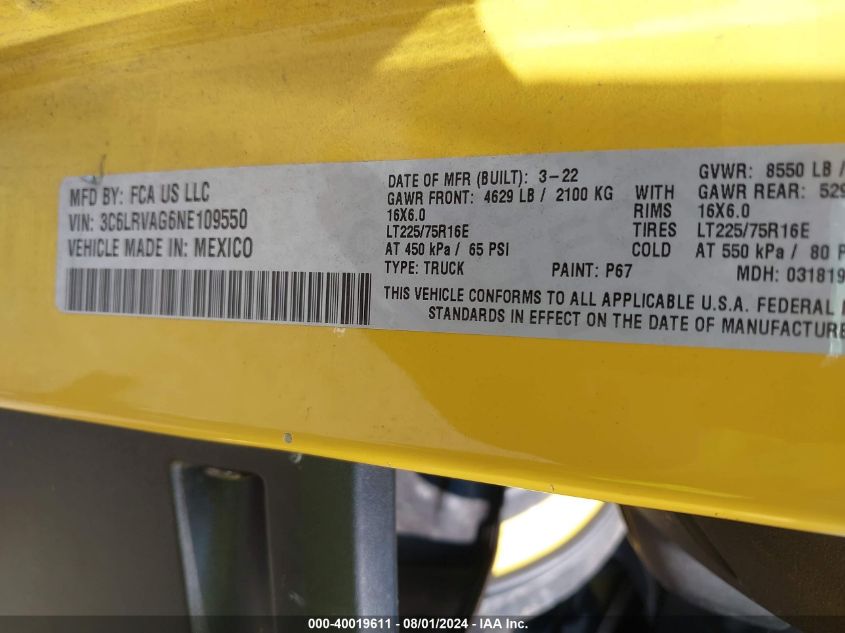 MFD BY: FCA US LLC
VIN: 3C6LRVAG6NE109550
VEHICLE MADE IN: MEXICO
DATE OF MFR (BUILT): 3-22 GVWR: 8550 LB /
GAWR FRONT: 4629 LB / 2100 KG WITH GAWR REAR: 529
16X6.0 RIMS 16X6.0
LT225/75R16E TIRES LT225/75R16E
AT 450 kPa / 65 PSI COLD AT 550 kPa / 80 P
TYPE: TRUCK PAINT: P67 MDH: 031819
THIS VEHICLE CONFORMS TO ALL APPLICABLE U.S.A. FEDERAL
STANDARDS IN EFFECT ON THE DATE OF MANUFACTURE
000-40019611 - 08/01/2024 - IAA Inc.